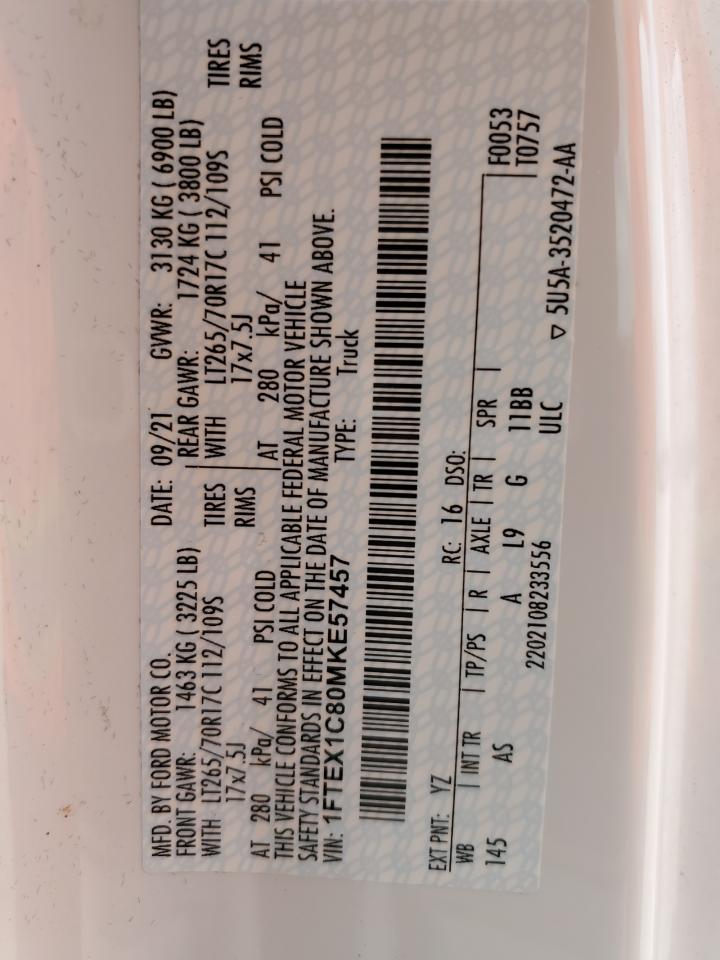 MFD. BY FORD MOTOR CO. DATE: 09/21 GVWR: 3130 KG ( 6900 LB)
FRONT GAWR: 1463 KG ( 3225 LB) REAR GAWR: 1724 KG ( 3800 LB)
WITH LT265/70R17C 112/109S TIRES WITH LT265/70R17C 112/109S TIRES
17x7.5J RIMS 17x7.5J RIMS
AT 280 kPa/ 41 PSI COLD AT 280 kPa/ 41 PSI COLD
THIS VEHICLE CONFORMS TO ALL APPLICABLE FEDERAL MOTOR VEHICLE
SAFETY STANDARDS IN EFFECT ON THE DATE OF MANUFACTURE SHOWN ABOVE.
VIN: 1FTEX1C80MKE57457 TYPE: Truck
EXT PNT: YZ RC: 16 DSO:
WB INT TR TP/PS R AXLE TR SPR F0053
145 AS A L9 G 11BB T0757
ULC
2202108233556 ▽ 5U5A-3520472-AA